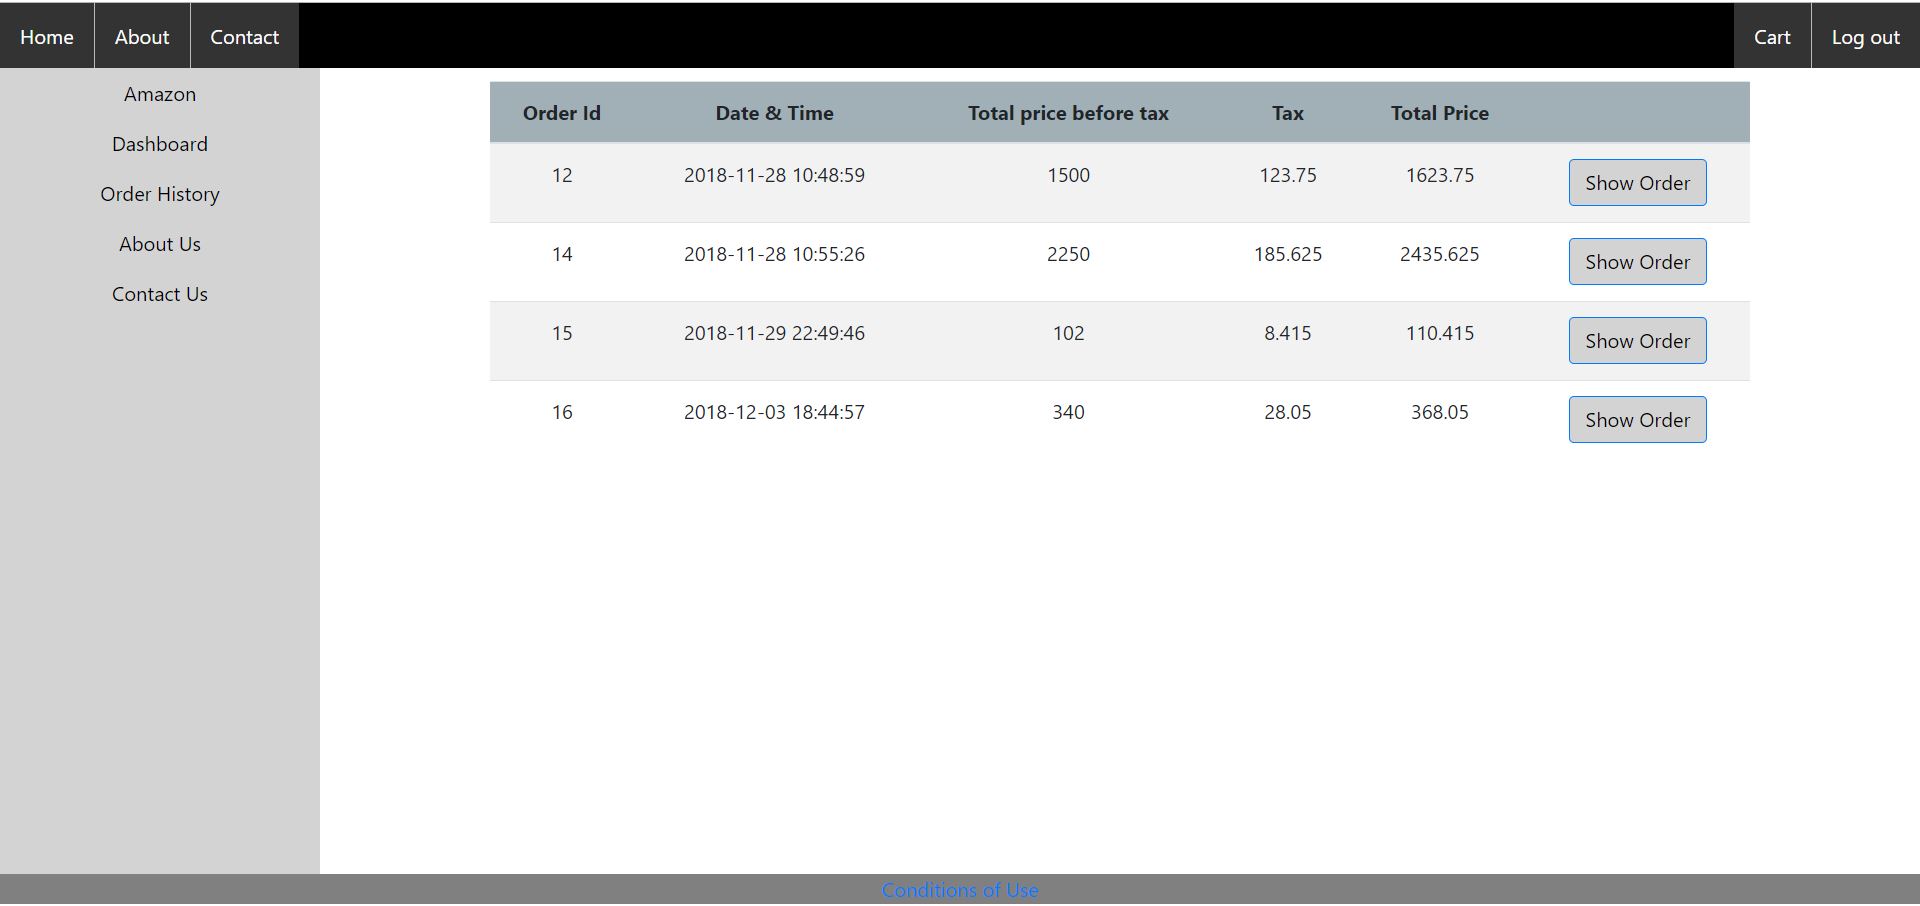 Home About Contact Cart Log out
Amazon
Dashboard
Order History
About Us
Contact Us
Order Id Date & Time Total price before tax Tax Total Price
12 2018-11-28 10:48:59 1500 123.75 1623.75 Show Order
14 2018-11-28 10:55:26 2250 185.625 2435.625 Show Order
15 2018-11-29 22:49:46 102 8.415 110.415 Show Order
16 2018-12-03 18:44:57 340 28.05 368.05 Show Order
Conditions of Use